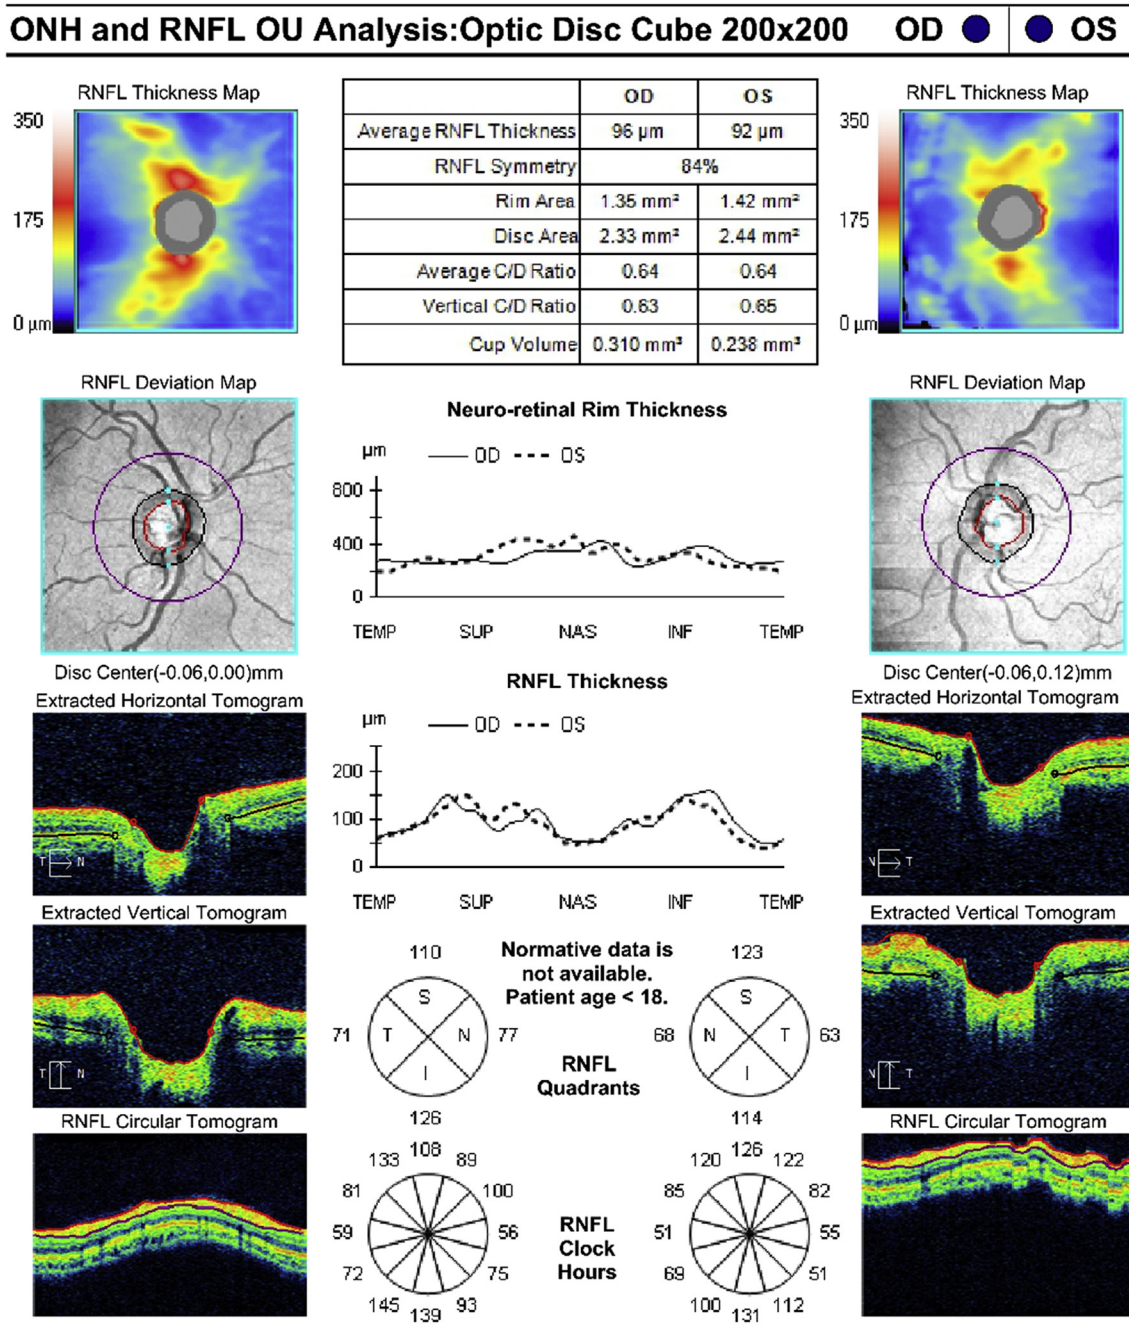 ONH and RNFL OU Analysis:Optic Disc Cube 200x200 OD OS
RNFL Thickness Map
350
175
0 µm
OD OS
Average RNFL Thickness 96 µm 92 µm
RNFL Symmetry 84%
Rim Area 1.35 mm² 1.42 mm²
Disc Area 2.33 mm² 2.44 mm²
Average C/D Ratio 0.64 0.64
Vertical C/D Ratio 0.63 0.65
Cup Volume 0.310 mm³ 0.238 mm³
RNFL Thickness Map
350
175
0 µm
RNFL Deviation Map
Disc Center(-0.06,0.00)mm
Neuro-retinal Rim Thickness
µm OD OS
800
400
0
TEMP SUP NAS INF TEMP
RNFL Deviation Map
Disc Center(-0.06,0.12)mm
Extracted Horizontal Tomogram
T N
RNFL Thickness
µm OD OS
200
100
0
TEMP SUP NAS INF TEMP
Extracted Horizontal Tomogram
N T
Extracted Vertical Tomogram
T N
110
S
71 T N 77
I
126
Normative data is
not available.
Patient age < 18.
RNFL
Quadrants
123
S
68 N T 63
I
114
Extracted Vertical Tomogram
N T
RNFL Circular Tomogram
108
133 89
81 100
59 56
72 75
145 93
139
RNFL
Clock
Hours
126
120 122
85 82
51 55
69 51
100 112
131
RNFL Circular Tomogram